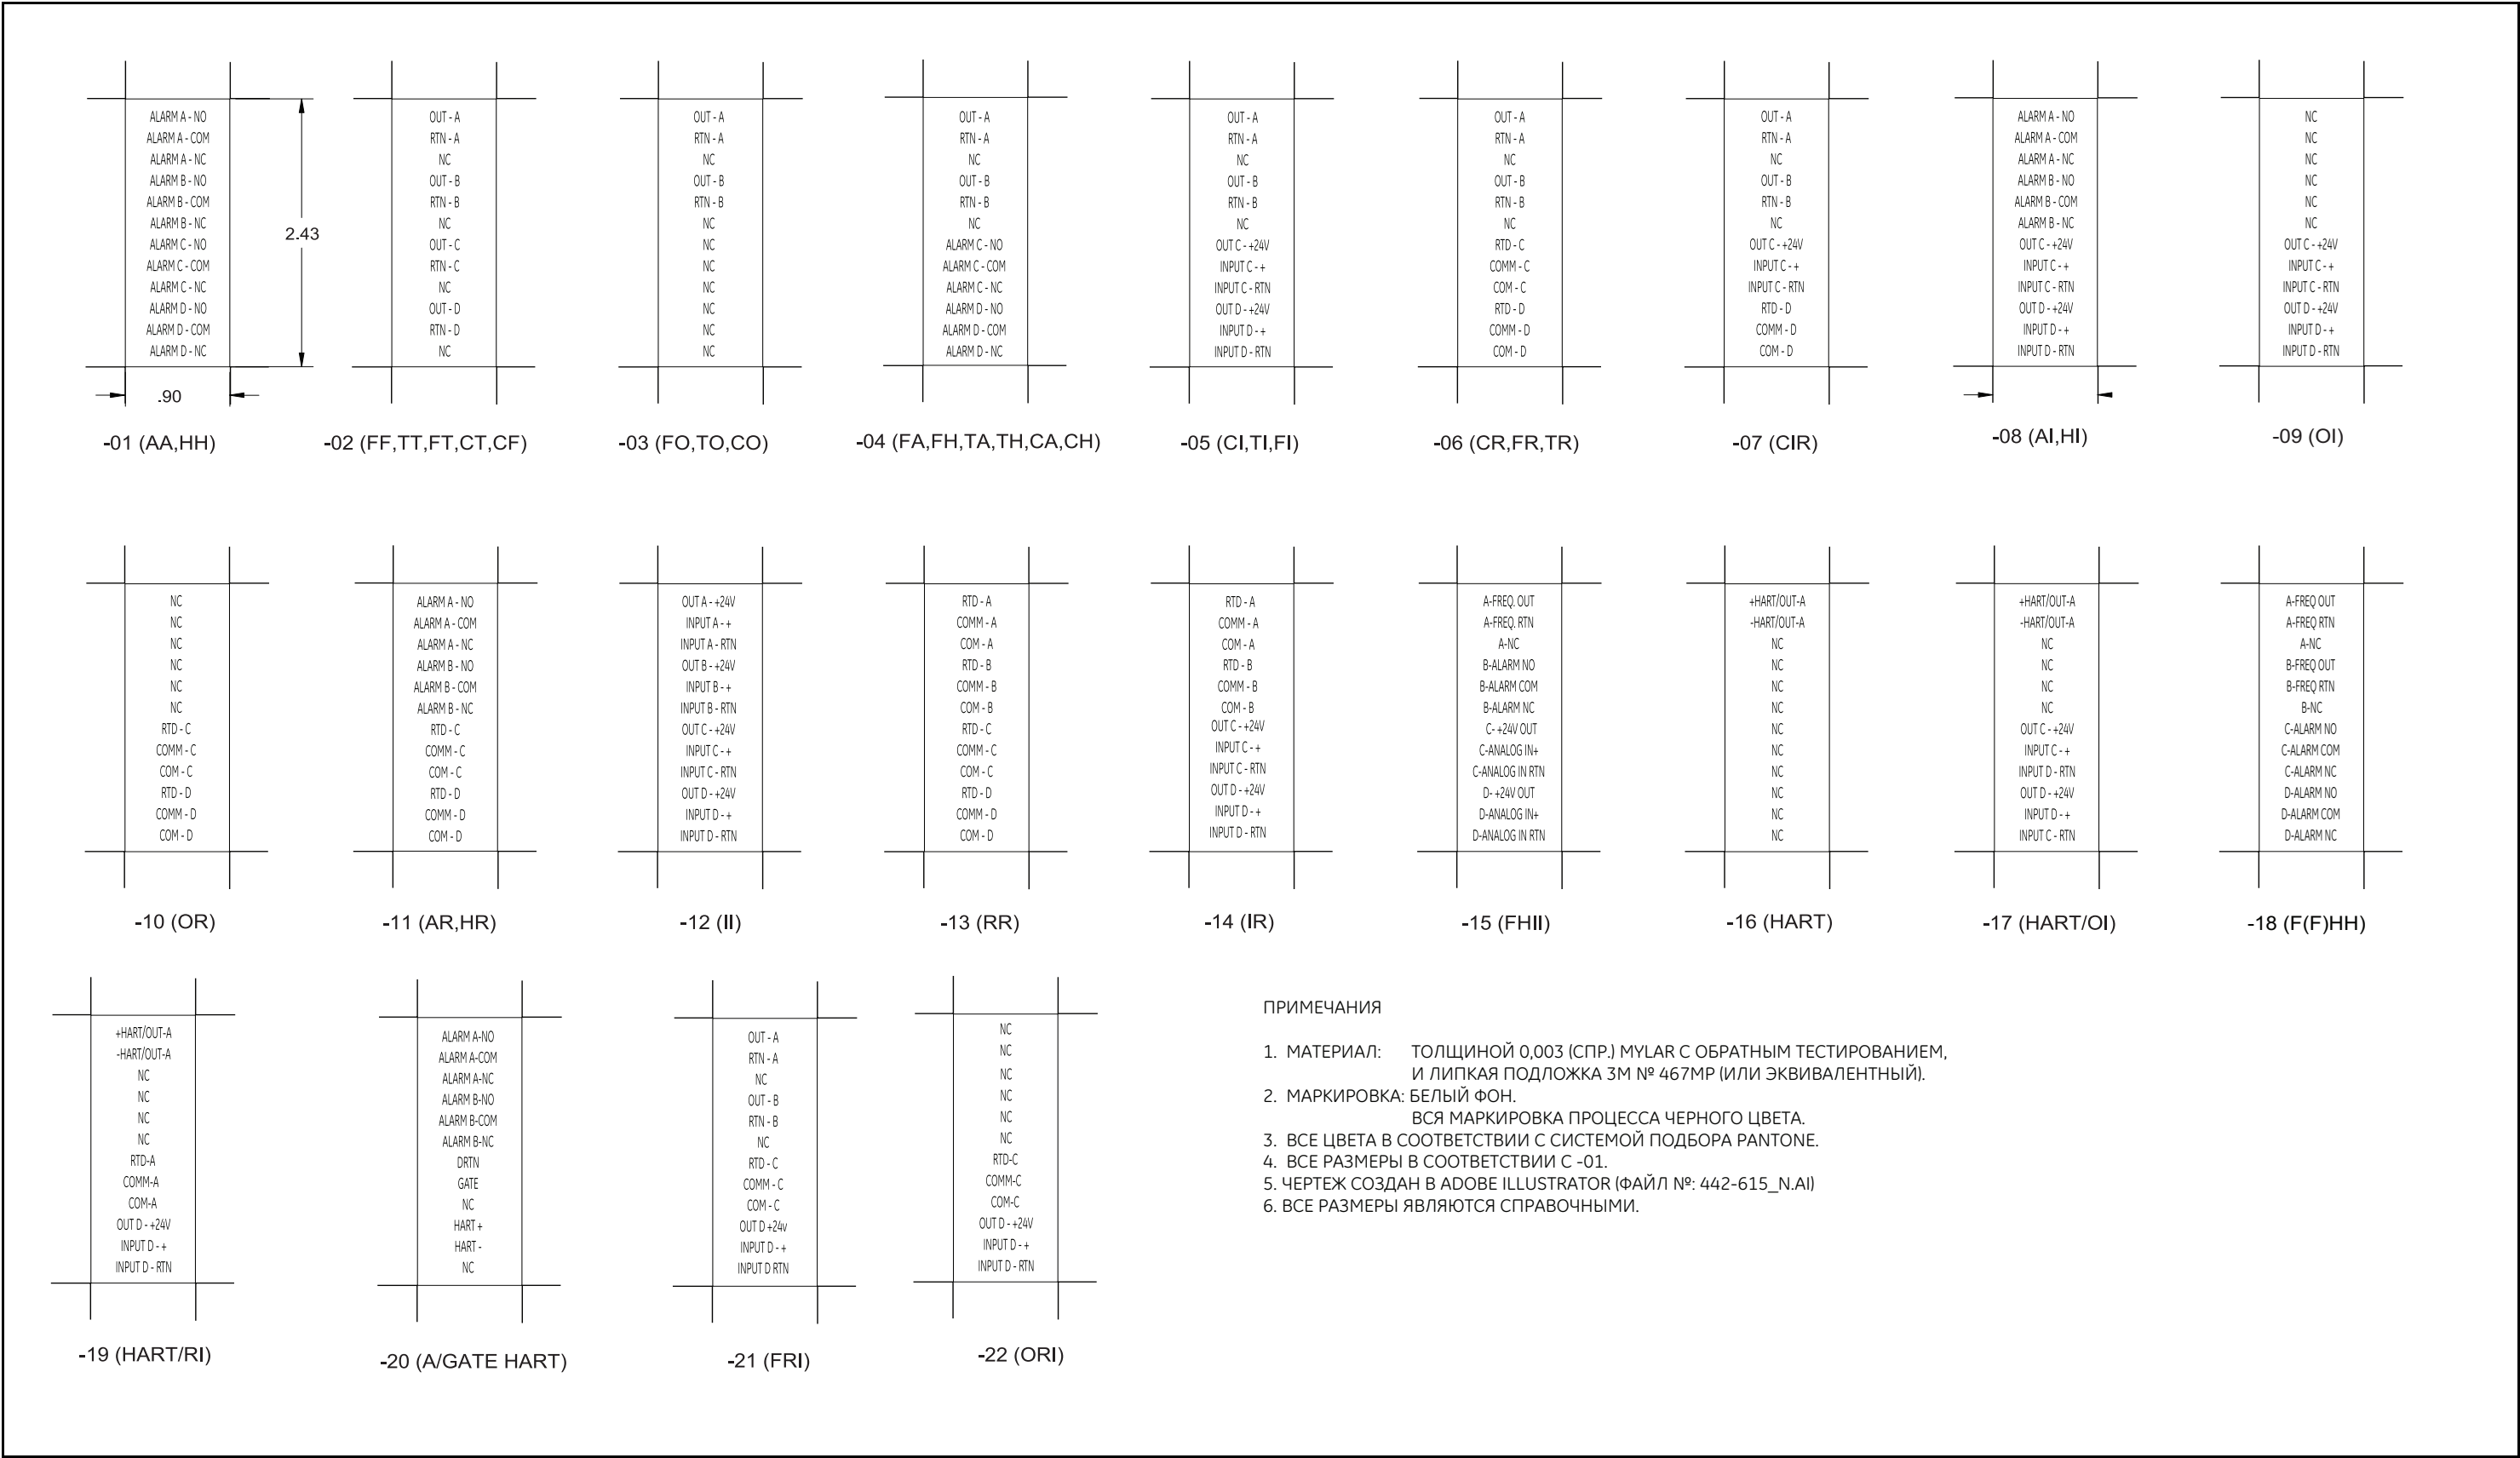 ALARM A - NO
ALARM A - COM
ALARM A - NC
ALARM B - NO
ALARM B - COM
ALARM B - NC
ALARM C - NO
ALARM C - COM
ALARM C - NC
ALARM D - NO
ALARM D - COM
ALARM D - NC
2.43
.90
-01 (AA,HH)
OUT - A
RTN - A
NC
OUT - B
RTN - B
NC
OUT - C
RTN - C
NC
OUT - D
RTN - D
NC
-02 (FF,TT,FT,CT,CF)
OUT - A
RTN - A
NC
OUT - B
RTN - B
NC
NC
NC
NC
NC
NC
NC
-03 (FO,TO,CO)
OUT - A
RTN - A
NC
OUT - B
RTN - B
NC
ALARM C - NO
ALARM C - COM
ALARM C - NC
ALARM D - NO
ALARM D - COM
ALARM D - NC
-04 (FA,FH,TA,TH,CA,CH)
OUT - A
RTN - A
NC
OUT - B
RTN - B
NC
OUT C - +24V
INPUT C - +
INPUT C - RTN
OUT D - +24V
INPUT D - +
INPUT D - RTN
-05 (CI,TI,FI)
OUT - A
RTN - A
NC
OUT - B
RTN - B
NC
RTD - C
COMM - C
COM - C
RTD - D
COMM - D
COM - D
-06 (CR,FR,TR)
OUT - A
RTN - A
NC
OUT - B
RTN - B
NC
OUT C - +24V
INPUT C - +
INPUT C - RTN
RTD - D
COMM - D
COM - D
-07 (CIR)
ALARM A - NO
ALARM A - COM
ALARM A - NC
ALARM B - NO
ALARM B - COM
ALARM B - NC
OUT C - +24V
INPUT C - +
INPUT C - RTN
OUT D - +24V
INPUT D - +
INPUT D - RTN
-08 (AI,HI)
NC
NC
NC
NC
NC
NC
OUT C - +24V
INPUT C - +
INPUT C - RTN
OUT D - +24V
INPUT D - +
INPUT D - RTN
-09 (OI)
NC
NC
NC
NC
NC
NC
RTD - C
COMM - C
COM - C
RTD - D
COMM - D
COM - D
-10 (OR)
ALARM A - NO
ALARM A - COM
ALARM A - NC
ALARM B - NO
ALARM B - COM
ALARM B - NC
RTD - C
COMM - C
COM - C
RTD - D
COMM - D
COM - D
-11 (AR,HR)
OUT A - +24V
INPUT A - +
INPUT A - RTN
OUT B - +24V
INPUT B - +
INPUT B - RTN
OUT C - +24V
INPUT C - +
INPUT C - RTN
OUT D - +24V
INPUT D - +
INPUT D - RTN
-12 (II)
RTD - A
COMM - A
COM - A
RTD - B
COMM - B
COM - B
RTD - C
COMM - C
COM - C
RTD - D
COMM - D
COM - D
-13 (RR)
RTD - A
COMM - A
COM - A
RTD - B
COMM - B
COM - B
OUT C - +24V
INPUT C - +
INPUT C - RTN
OUT D - +24V
INPUT D - +
INPUT D - RTN
-14 (IR)
A-FREQ. OUT
A-FREQ. RTN
A-NC
B-ALARM NO
B-ALARM COM
B-ALARM NC
C- +24V OUT
C-ANALOG IN+
C-ANALOG IN RTN
D- +24V OUT
D-ANALOG IN+
D-ANALOG IN RTN
-15 (FHII)
+HART/OUT-A
-HART/OUT-A
NC
NC
NC
NC
NC
NC
NC
NC
NC
NC
-16 (HART)
+HART/OUT-A
-HART/OUT-A
NC
NC
NC
NC
OUT C - +24V
INPUT C - +
INPUT D - RTN
OUT D - +24V
INPUT D - +
INPUT C - RTN
-17 (HART/OI)
A-FREQ OUT
A-FREQ RTN
A-NC
B-FREQ OUT
B-FREQ RTN
B-NC
C-ALARM NO
C-ALARM COM
C-ALARM NC
D-ALARM NO
D-ALARM COM
D-ALARM NC
-18 (F(F)HH)
+HART/OUT-A
-HART/OUT-A
NC
NC
NC
NC
RTD-A
COMM-A
COM-A
OUT D - +24V
INPUT D - +
INPUT D - RTN
-19 (HART/RI)
ALARM A-NO
ALARM A-COM
ALARM A-NC
ALARM B-NO
ALARM B-COM
ALARM B-NC
DRTN
GATE
NC
HART +
HART -
NC
-20 (A/GATE HART)
OUT - A
RTN - A
NC
OUT - B
RTN - B
NC
RTD - C
COMM - C
COM - C
OUT D +24v
INPUT D - +
INPUT D RTN
-21 (FRI)
NC
NC
NC
NC
NC
NC
RTD-C
COMM-C
COM-C
OUT D - +24V
INPUT D - +
INPUT D - RTN
-22 (ORI)
ПРИМЕЧАНИЯ
1. МАТЕРИАЛ: ТОЛЩИНОЙ 0,003 (СПР.) MYLAR С ОБРАТНЫМ ТЕСТИРОВАНИЕМ,
И ЛИПКАЯ ПОДЛОЖКА 3M № 467MP (ИЛИ ЭКВИВАЛЕНТНЫЙ).
2. МАРКИРОВКА: БЕЛЫЙ ФОН.
ВСЯ МАРКИРОВКА ПРОЦЕССА ЧЕРНОГО ЦВЕТА.
3. ВСЕ ЦВЕТА В СООТВЕТСТВИИ С СИСТЕМОЙ ПОДБОРА PANTONE.
4. ВСЕ РАЗМЕРЫ В СООТВЕТСТВИИ С -01.
5. ЧЕРТЕЖ СОЗДАН В ADOBE ILLUSTRATOR (ФАЙЛ №: 442-615_N.AI)
6. ВСЕ РАЗМЕРЫ ЯВЛЯЮТСЯ СПРАВОЧНЫМИ.